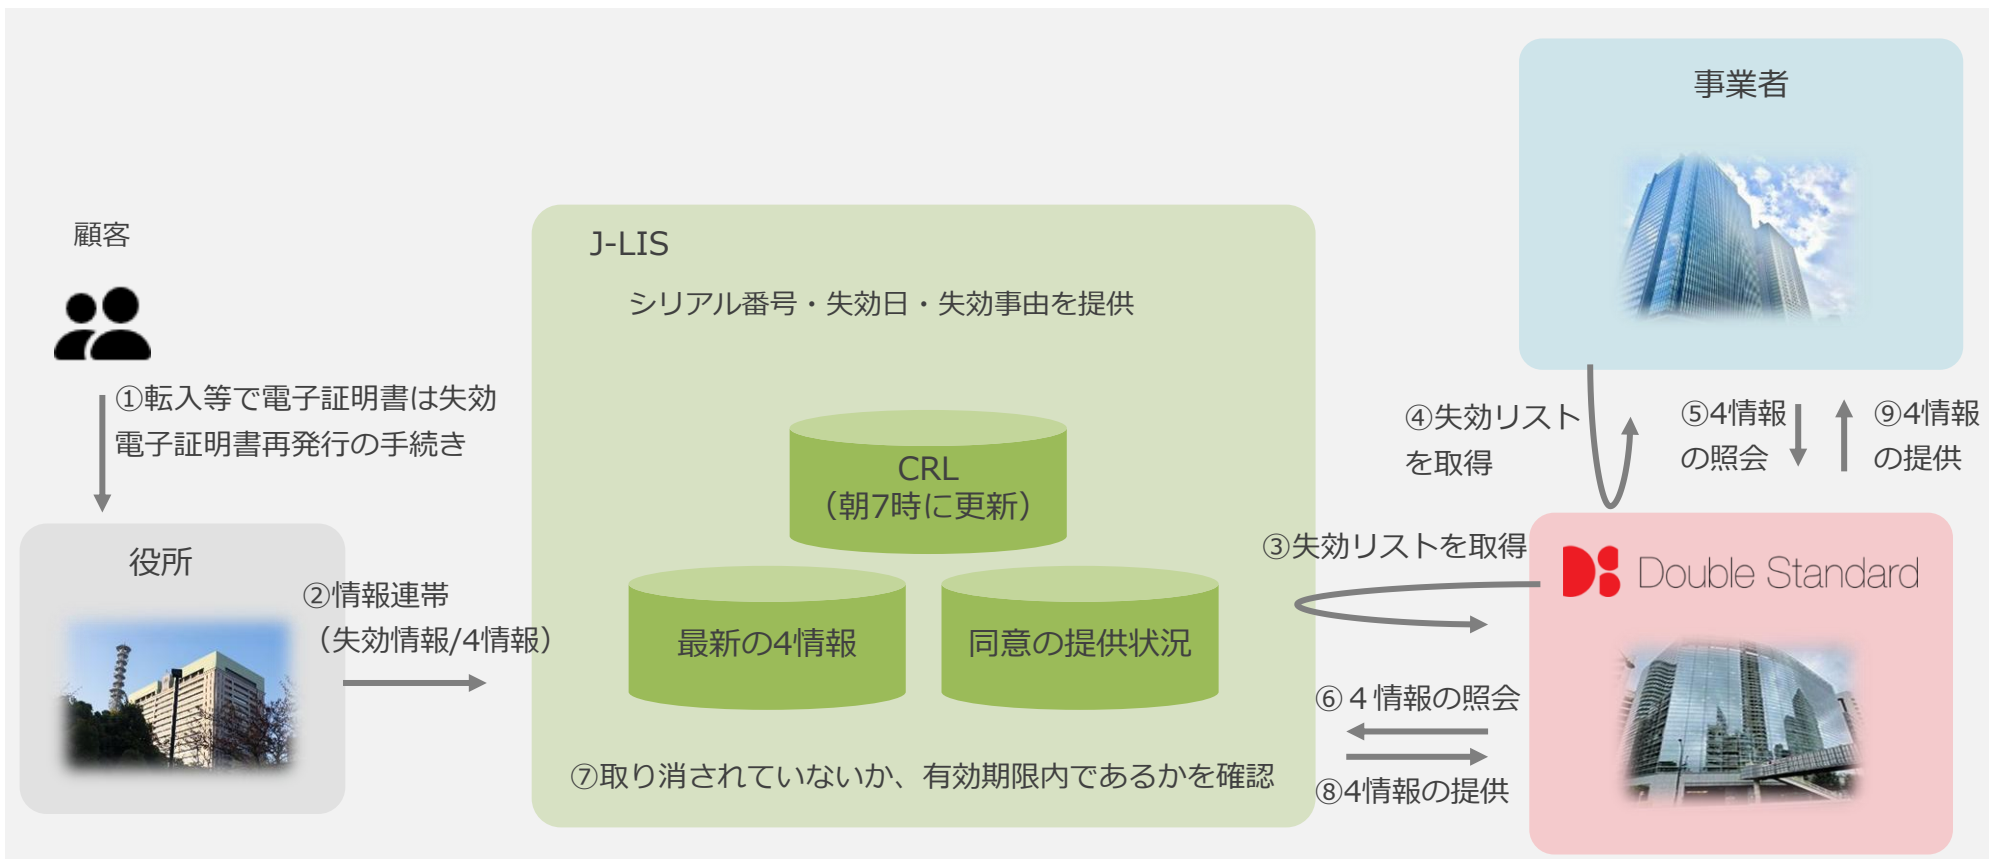 事業者
顧客
J-LIS
シリアル番号・失効日・失効事由を提供
①転入等で電子証明書は失効
電子証明書再発行の手続き
④失効リスト
を取得
⑤4情報
の照会
⑨4情報
の提供
CRL
（朝7時に更新）
役所
②情報連帯
（失効情報/4情報）
③失効リストを取得
Double Standard
最新の4情報
同意の提供状況
⑥４情報の照会
⑦取り消されていないか、有効期限内であるかを確認
⑧4情報の提供